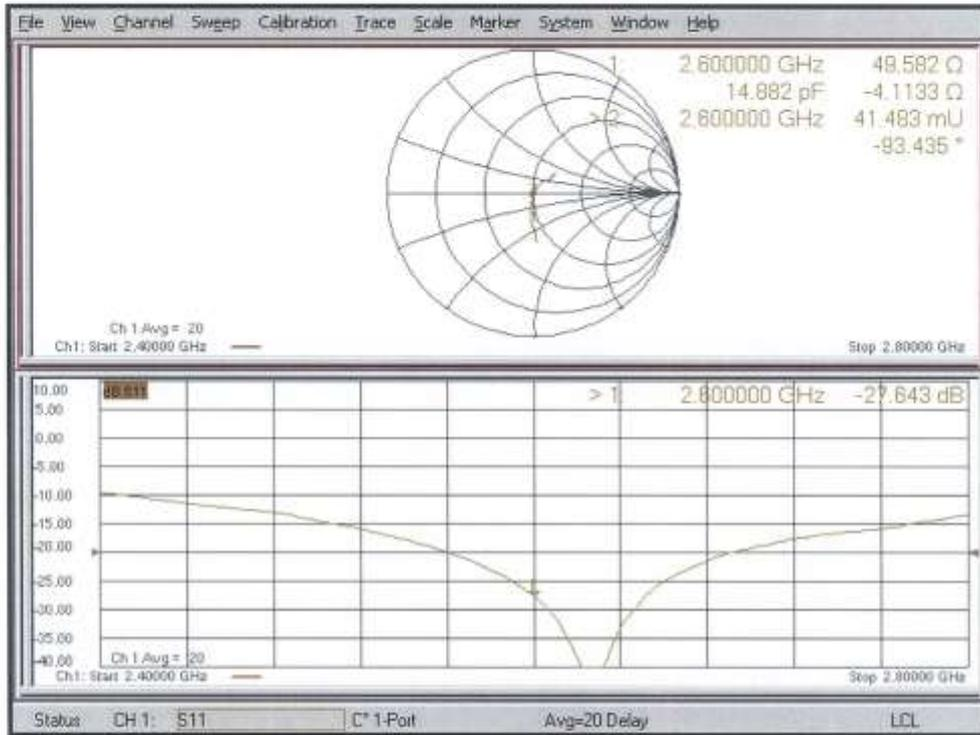 File View Channel Sweep Calibration Trace Scale Marker System Window Help
1 2.600000 GHz 49.582 Ω
14.882 pF -4.1133 Ω
> 2 2.600000 GHz 41.483 mU
-93.435 °
Ch 1 Avg = 20
Ch1: Start 2.40000 GHz Stop 2.80000 GHz
10.00 dB S11 > 1 2.600000 GHz -27.643 dB
5.00
0.00
-5.00
-10.00
-15.00
-20.00
-25.00
-30.00
-35.00
-40.00 Ch 1 Avg = 20
Ch1: Start 2.40000 GHz Stop 2.80000 GHz
Status CH 1: S11 C* 1-Port Avg=20 Delay LCL